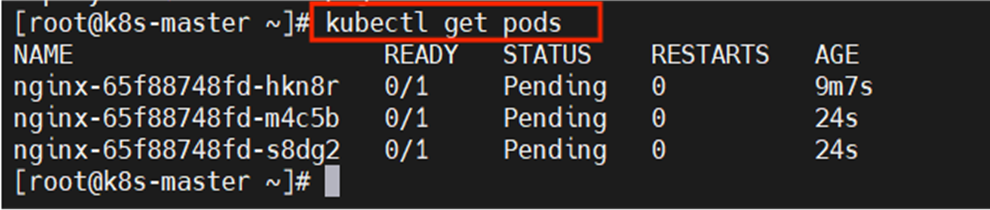 [root@k8s-master ~]# kubectl get pods
NAME                     READY   STATUS    RESTARTS   AGE
nginx-65f88748fd-hkn8r   0/1     Pending   0          9m7s
nginx-65f88748fd-m4c5b   0/1     Pending   0          24s
nginx-65f88748fd-s8dg2   0/1     Pending   0          24s
[root@k8s-master ~]#